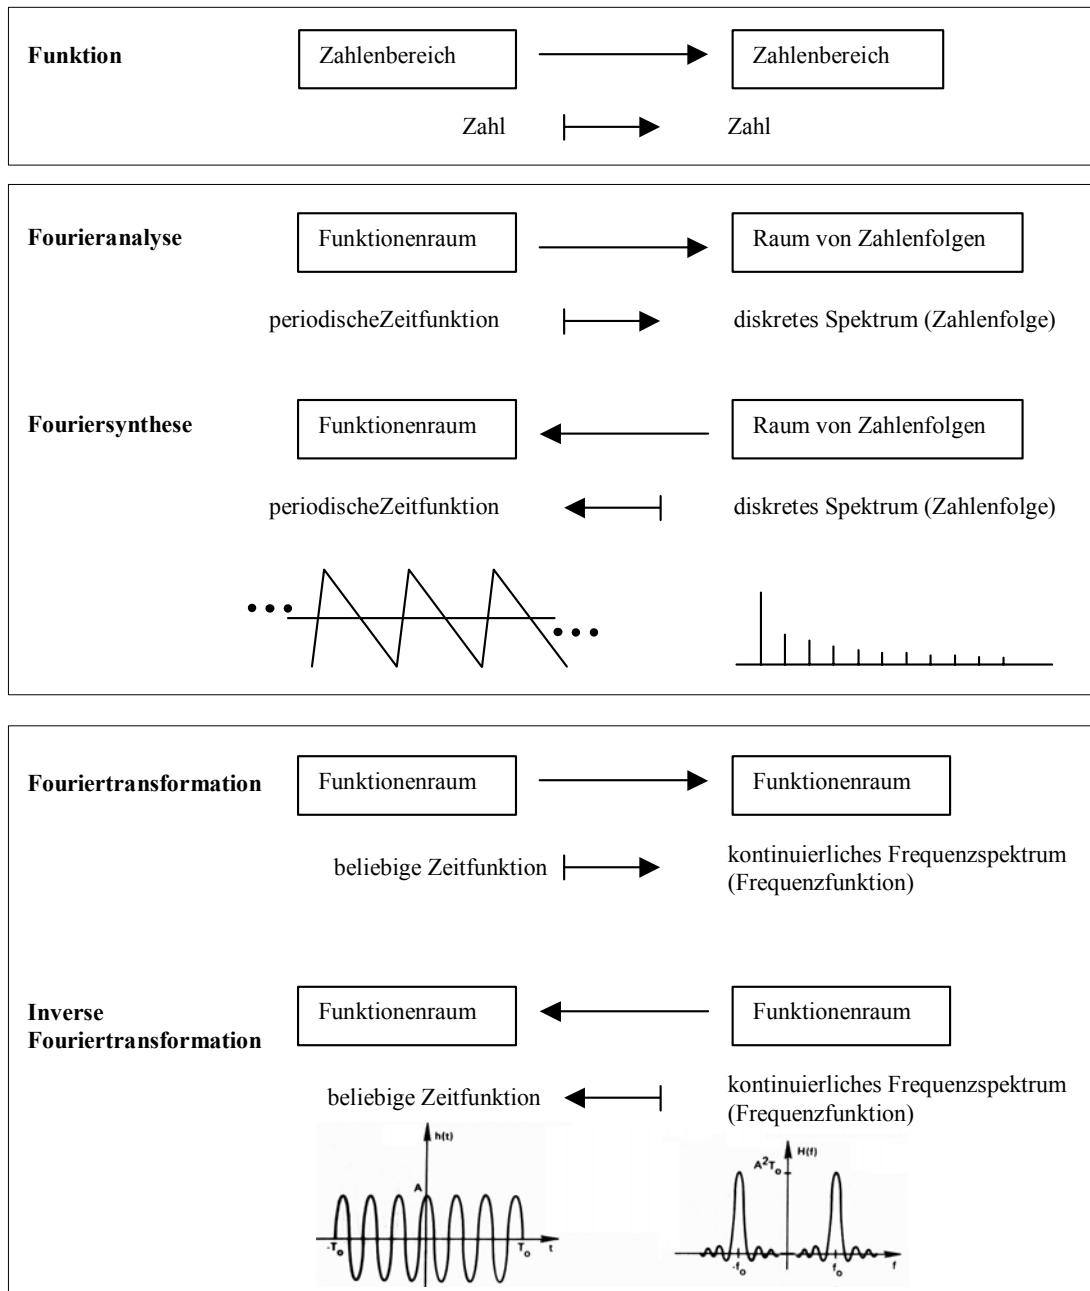 Funktion
Zahlenbereich
Zahlenbereich
Zahl
Zahl
Fourieranalyse
Funktionenraum
Raum von Zahlenfolgen
periodischeZeitfunktion
diskretes Spektrum (Zahlenfolge)
Fouriersynthese
Funktionenraum
Raum von Zahlenfolgen
periodischeZeitfunktion
diskretes Spektrum (Zahlenfolge)
Fouriertransformation
Funktionenraum
Funktionenraum
beliebige Zeitfunktion
kontinuierliches Frequenzspektrum
(Frequenzfunktion)
Inverse
Fouriertransformation
Funktionenraum
Funktionenraum
beliebige Zeitfunktion
kontinuierliches Frequenzspektrum
(Frequenzfunktion)
h(t)
A
-T₀
T₀
t
H(f)
A²T₀
-f₀
f₀
f